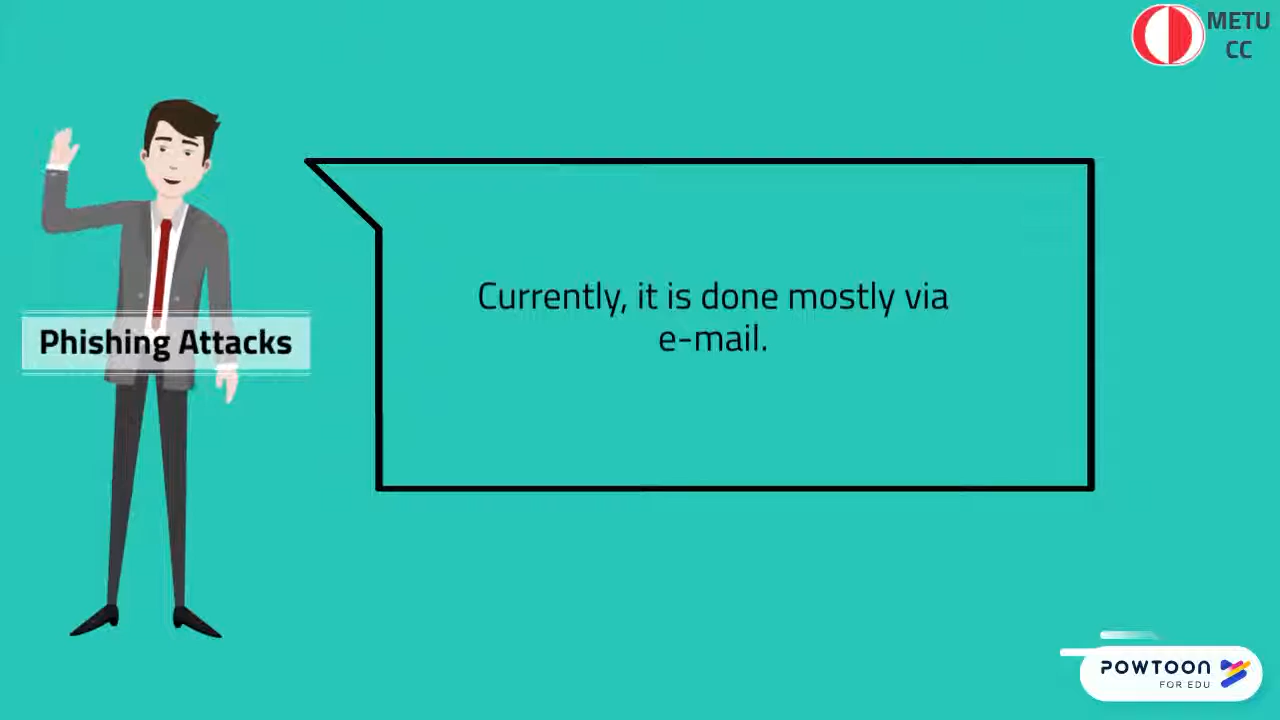 METU
CC
Phishing Attacks
Currently, it is done mostly via
e-mail.
POWTOON
FOR EDU